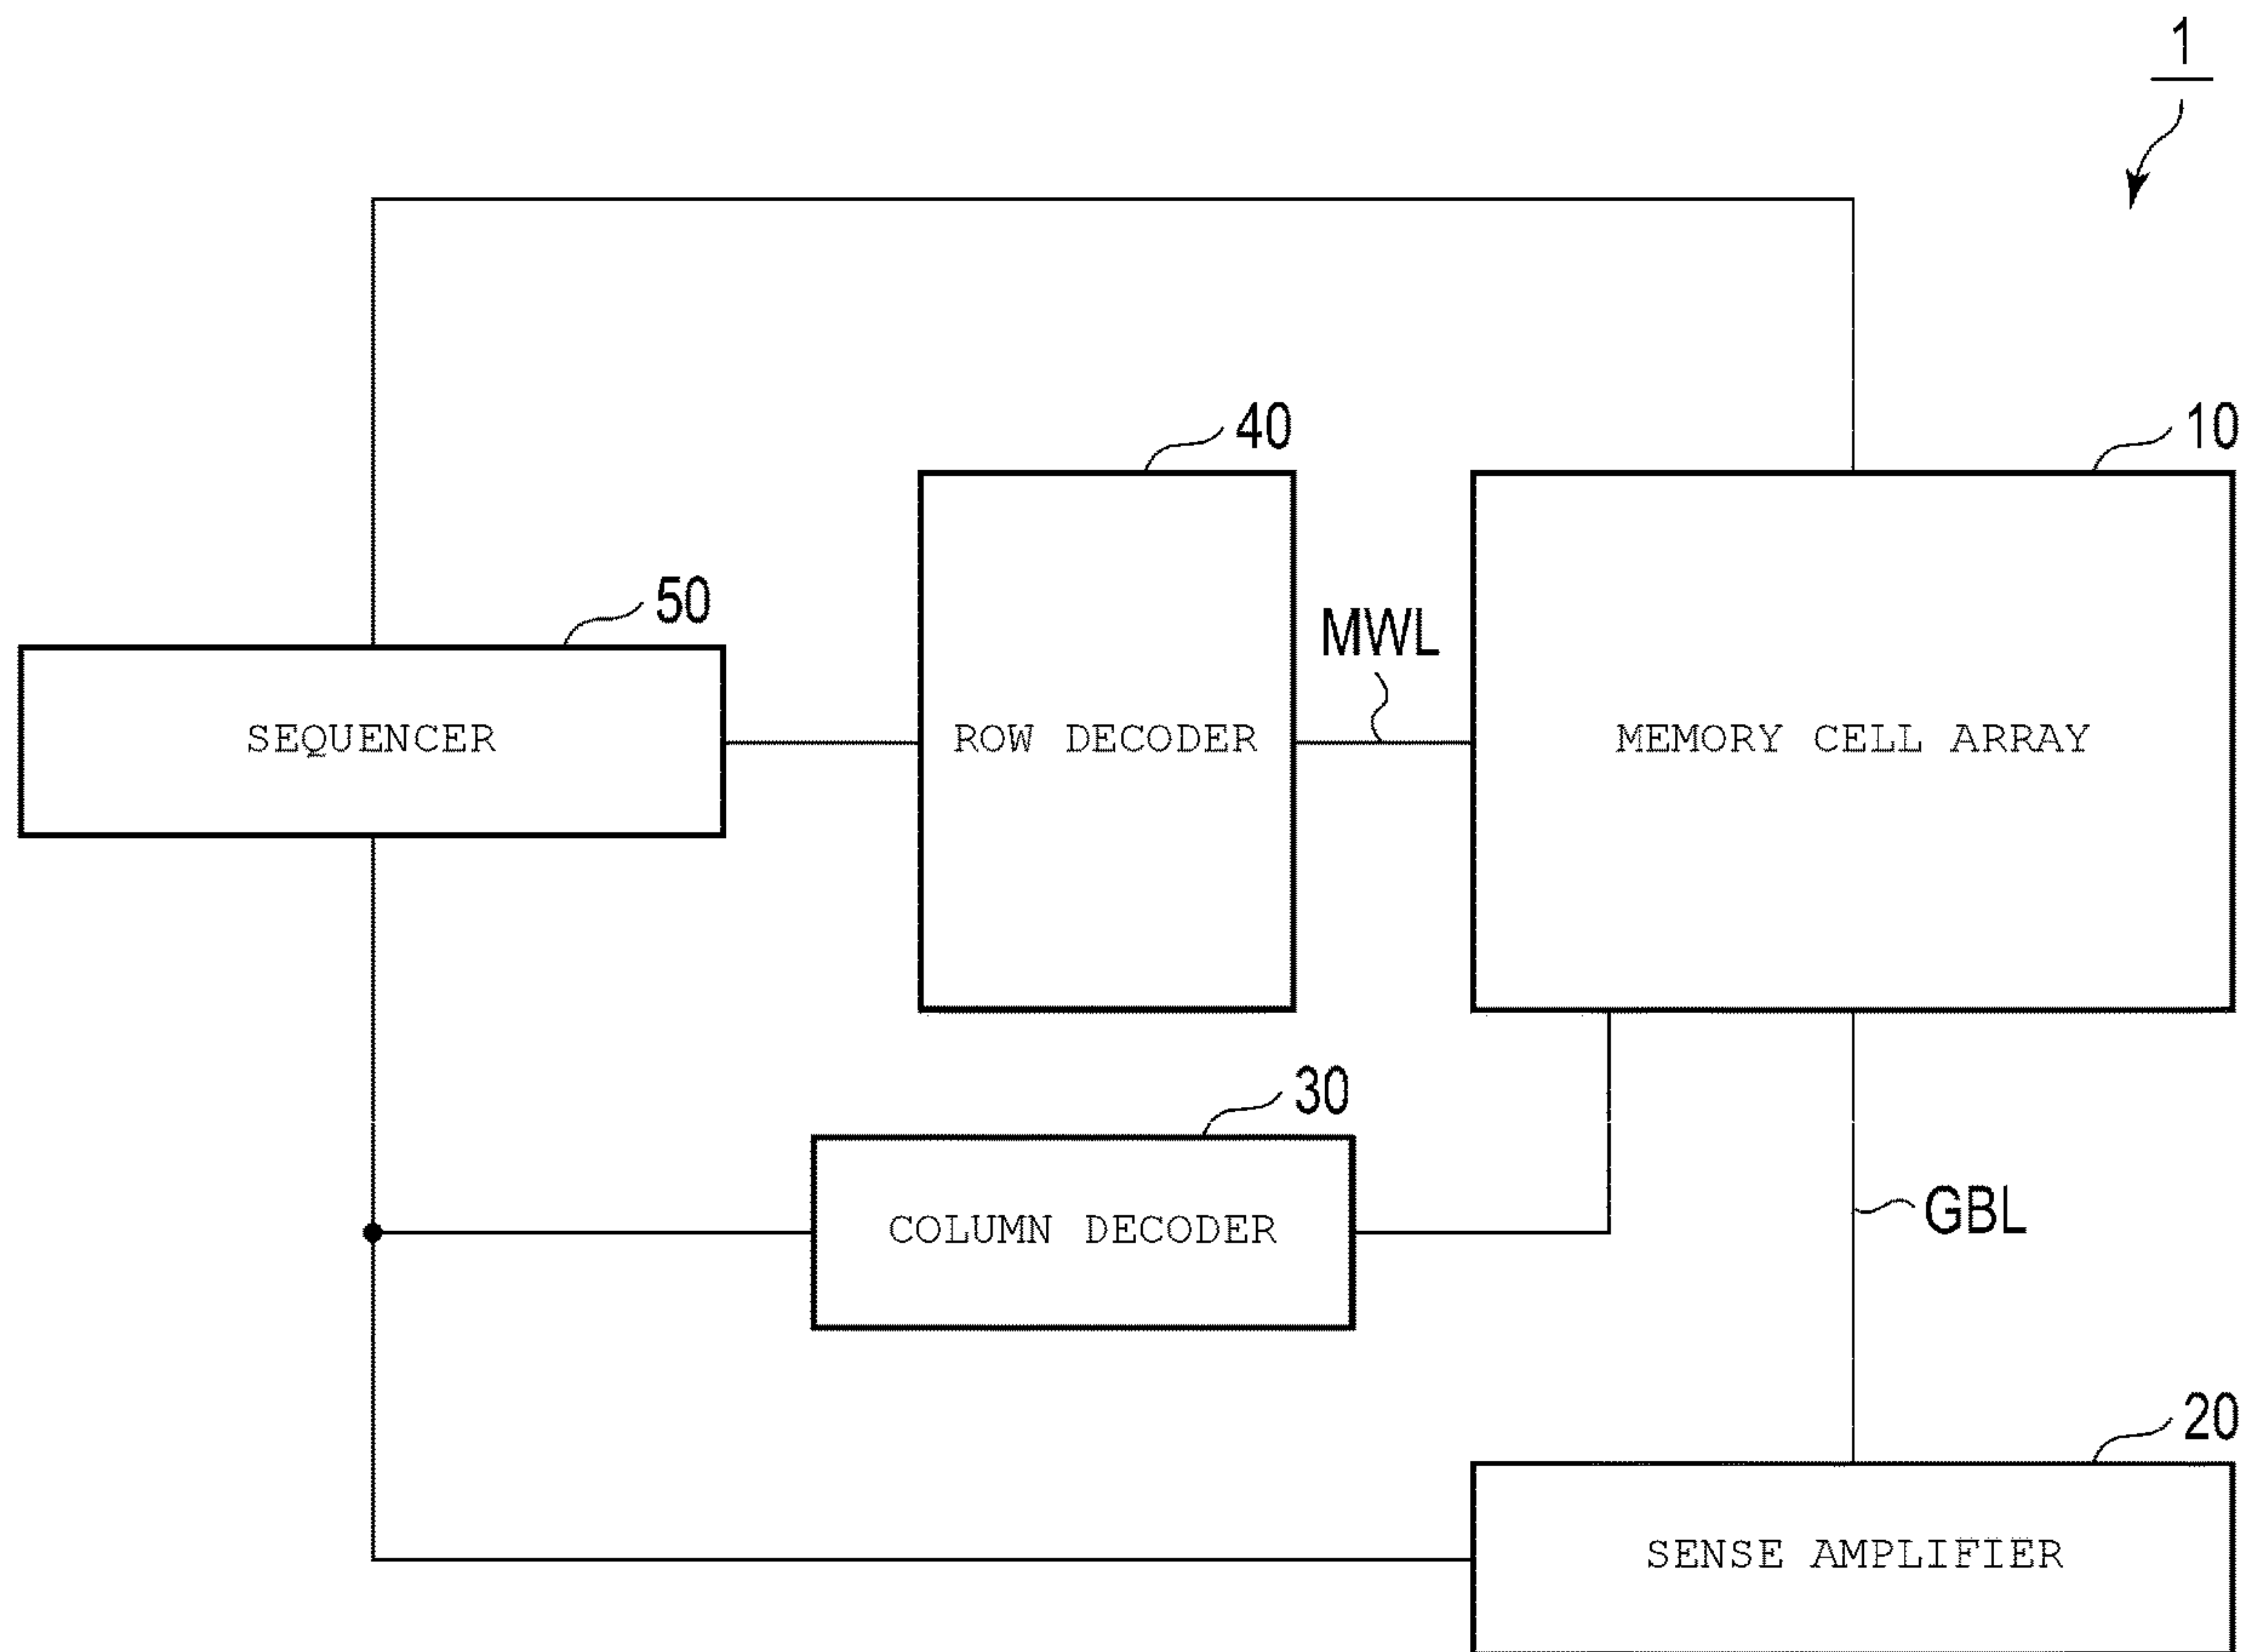 1
40
10
50
MWL
SEQUENCER
ROW DECODER
MEMORY CELL ARRAY
30
COLUMN DECODER
GBL
20
SENSE AMPLIFIER